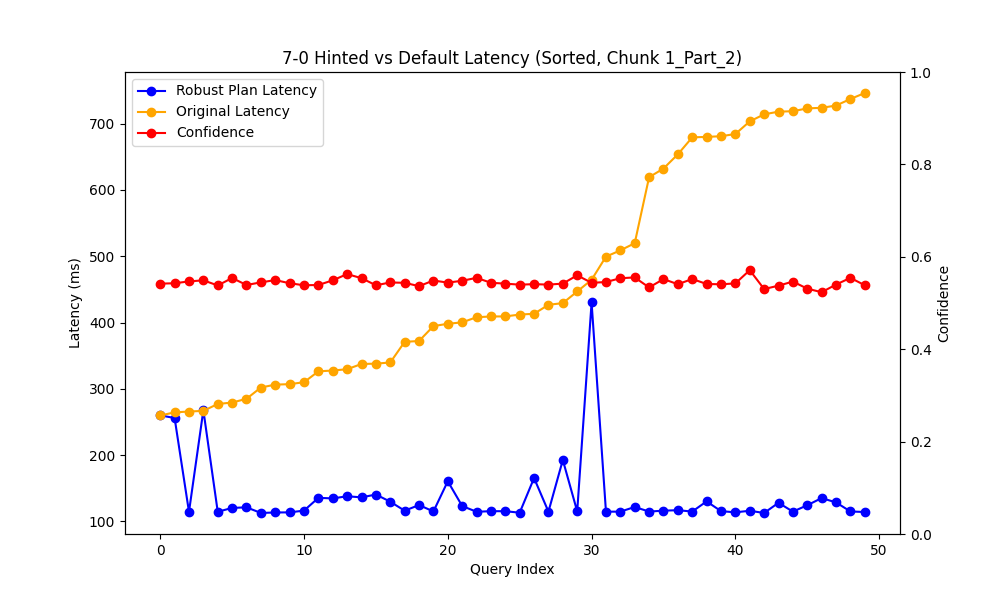 7-0 Hinted vs Default Latency (Sorted, Chunk 1_Part_2)
Robust Plan Latency
Original Latency
Confidence
Latency (ms)
700
600
500
400
300
200
100
1.0
0.8
0.6
0.4
0.2
0.0
Confidence
0 10 20 30 40 50
Query Index